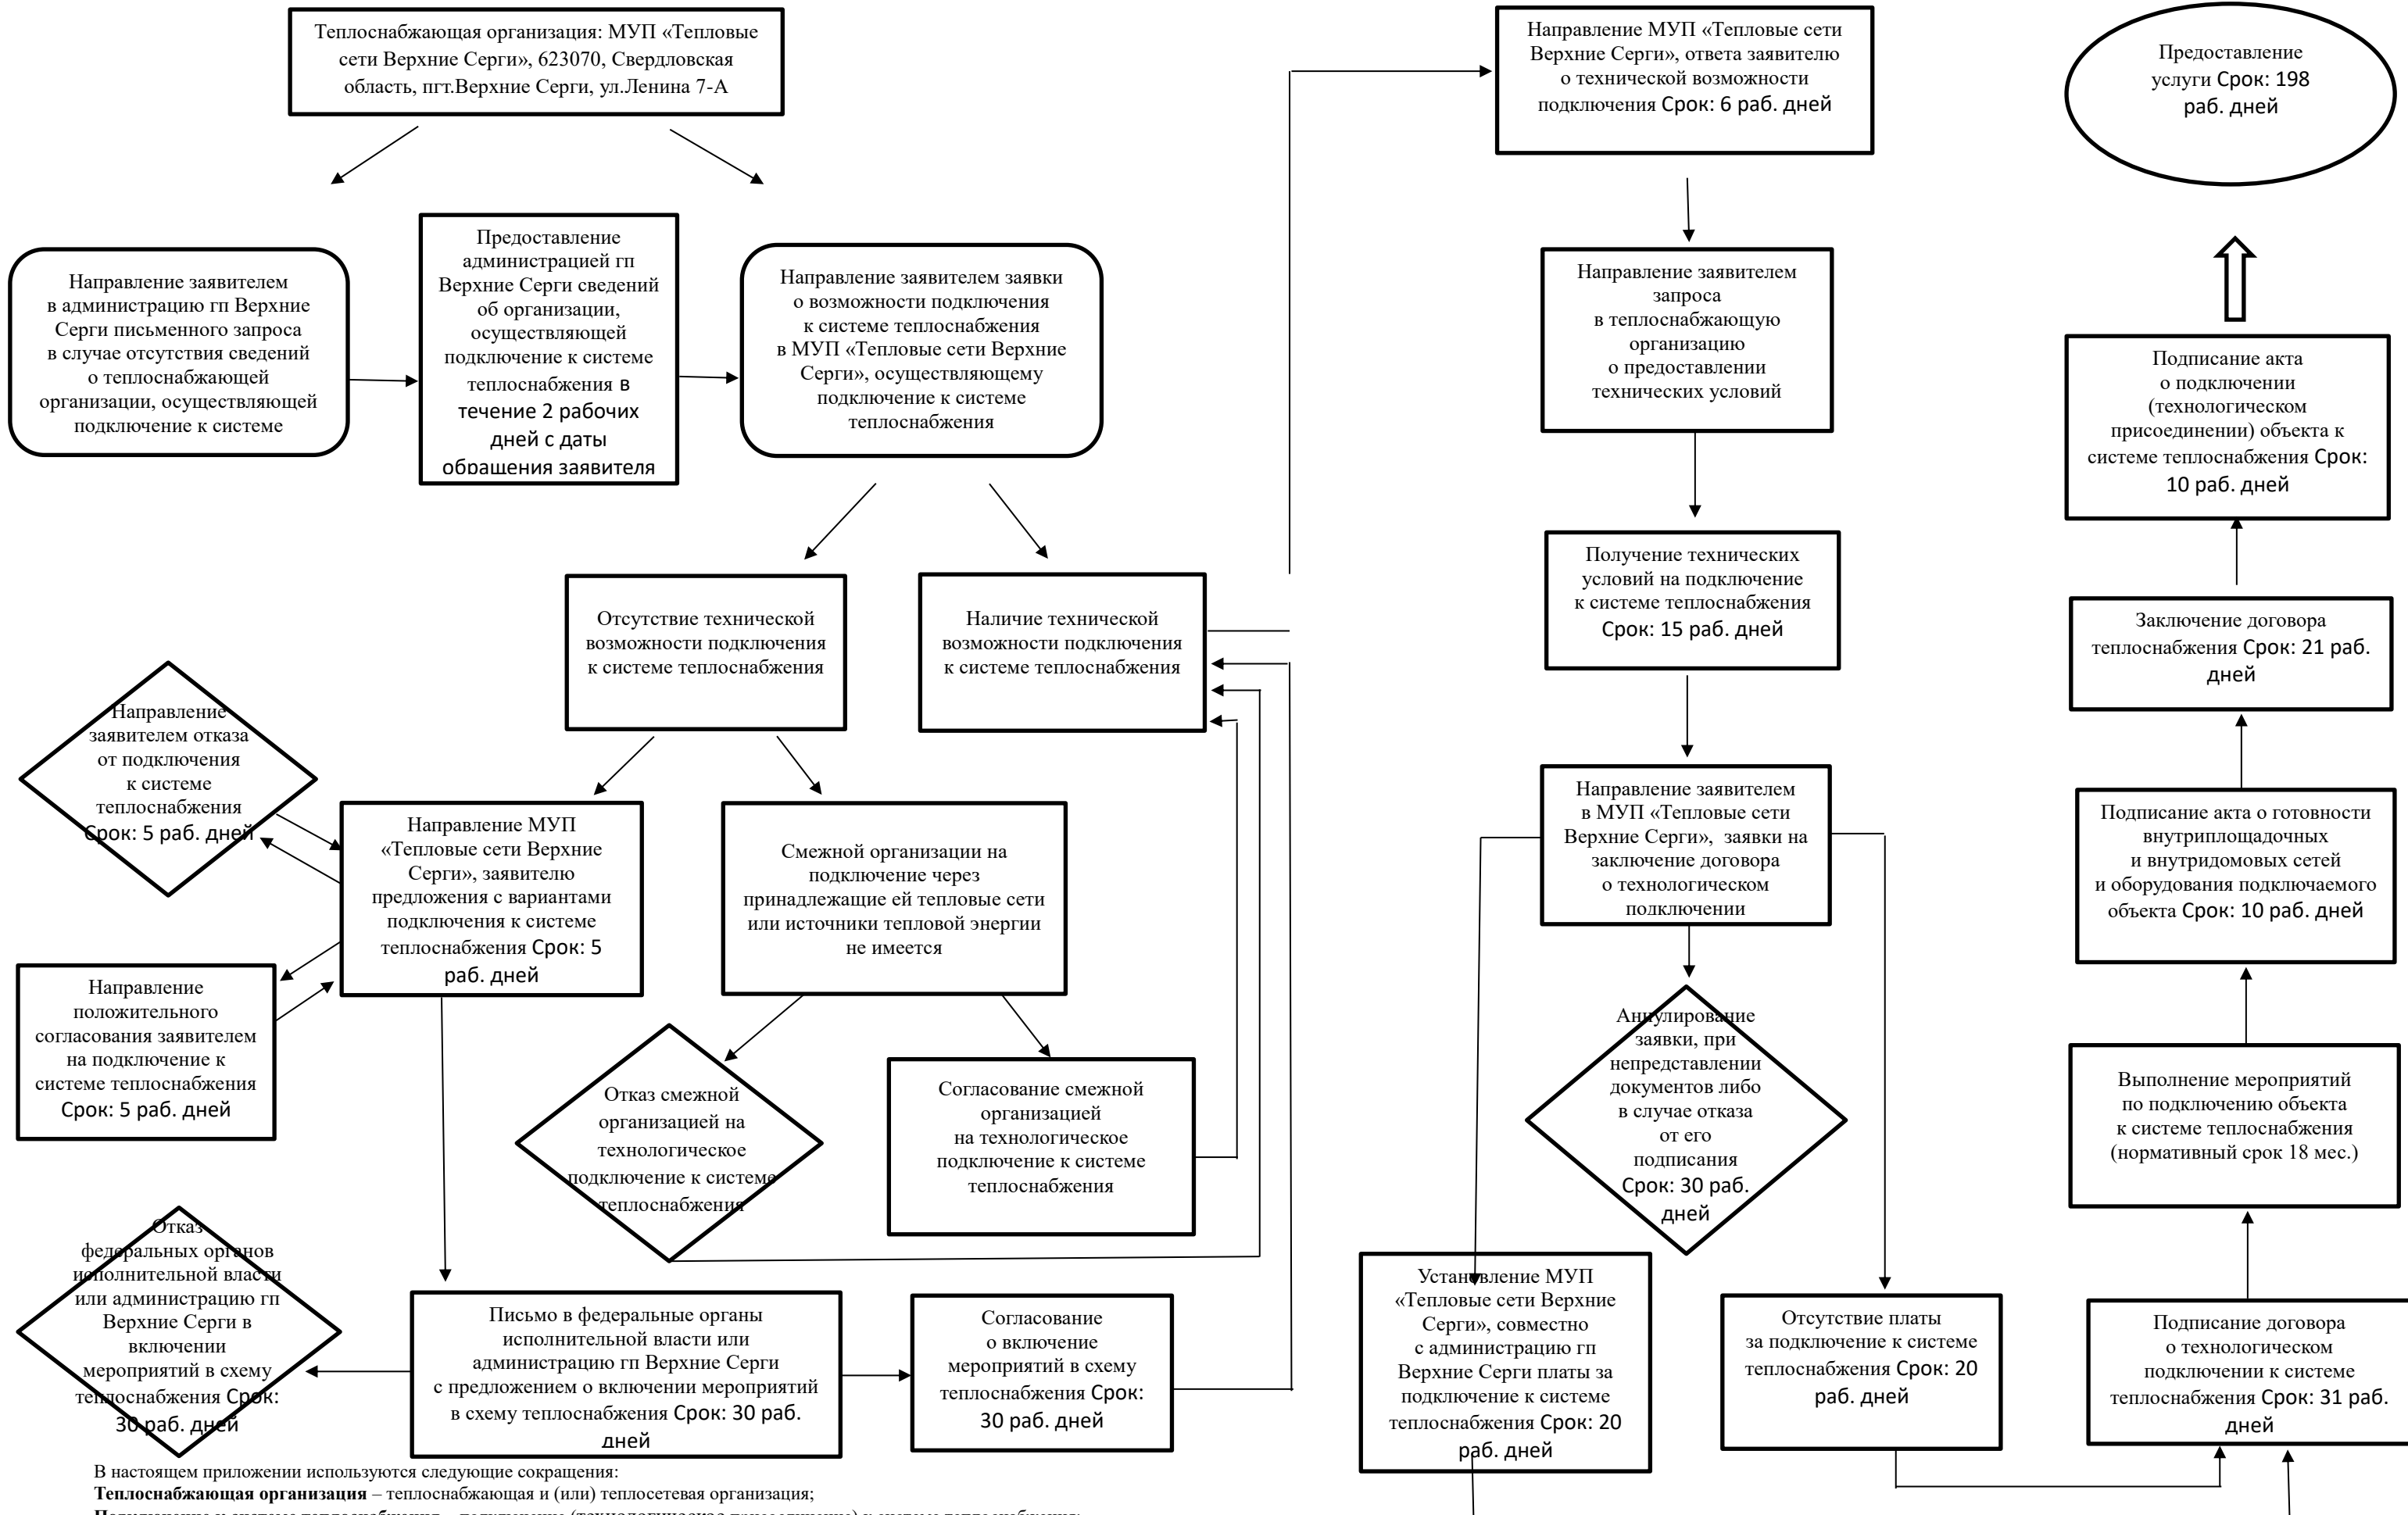 Теплоснабжающая организация: МУП «Тепловые
сети Верхние Серги», 623070, Свердловская
область, пгт.Верхние Серги, ул.Ленина 7-А
Направление заявителем
в администрацию гп Верхние
Серги письменного запроса
в случае отсутствия сведений
о теплоснабжающей
организации, осуществляющей
подключение к системе
Предоставление
администрацией гп
Верхние Серги сведений
об организации,
осуществляющей
подключение к системе
теплоснабжения в
течение 2 рабочих
дней с даты
обращения заявителя
Направление заявителем заявки
о возможности подключения
к системе теплоснабжения
в МУП «Тепловые сети Верхние
Серги», осуществляющему
подключение к системе
теплоснабжения
Отсутствие технической
возможности подключения
к системе теплоснабжения
Наличие технической
возможности подключения
к системе теплоснабжения
Направление
заявителем отказа
от подключения
к системе
теплоснабжения
Срок: 5 раб. дней
Направление МУП
«Тепловые сети Верхние
Серги», заявителю
предложения с вариантами
подключения к системе
теплоснабжения Срок: 5
раб. дней
Смежной организации на
подключение через
принадлежащие ей тепловые сети
или источники тепловой энергии
не имеется
Направление
положительного
согласования заявителем
на подключение к
системе теплоснабжения
Срок: 5 раб. дней
Отказ смежной
организацией на
технологическое
подключение к системе
теплоснабжения
Согласование смежной
организацией
на технологическое
подключение к системе
теплоснабжения
Отказ
федеральных органов
исполнительной власти
или администрацию гп
Верхние Серги в
включении
мероприятий в схему
теплоснабжения Срок:
30 раб. дней
Письмо в федеральные органы
исполнительной власти или
администрацию гп Верхние Серги
с предложением о включении мероприятий
в схему теплоснабжения Срок: 30 раб.
дней
Согласование
о включение
мероприятий в схему
теплоснабжения Срок:
30 раб. дней
В настоящем приложении используются следующие сокращения:
Теплоснабжающая организация – теплоснабжающая и (или) теплосетевая организация;
Подключение к системе теплоснабжения – подключение (технологическое присоединение) к системе теплоснабжения;
Направление МУП «Тепловые сети
Верхние Серги», ответа заявителю
о технической возможности
подключения Срок: 6 раб. дней
Направление заявителем
запроса
в теплоснабжающую
организацию
о предоставлении
технических условий
Получение технических
условий на подключение
к системе теплоснабжения
Срок: 15 раб. дней
Направление заявителем
в МУП «Тепловые сети
Верхние Серги», заявки на
заключение договора
о технологическом
подключении
Аннулирование
заявки, при
непредставлении
документов либо
в случае отказа
от его
подписания
Срок: 30 раб.
дней
Установление МУП
«Тепловые сети Верхние
Серги», совместно
с администрацию гп
Верхние Серги платы за
подключение к системе
теплоснабжения Срок: 20
раб. дней
Отсутствие платы
за подключение к системе
теплоснабжения Срок: 20
раб. дней
Предоставление
услуги Срок: 198
раб. дней
Подписание акта
о подключении
(технологическом
присоединении) объекта к
системе теплоснабжения Срок:
10 раб. дней
Заключение договора
теплоснабжения Срок: 21 раб.
дней
Подписание акта о готовности
внутриплощадочных
и внутридомовых сетей
и оборудования подключаемого
объекта Срок: 10 раб. дней
Выполнение мероприятий
по подключению объекта
к системе теплоснабжения
(нормативный срок 18 мес.)
Подписание договора
о технологическом
подключении к системе
теплоснабжения Срок: 31 раб.
дней